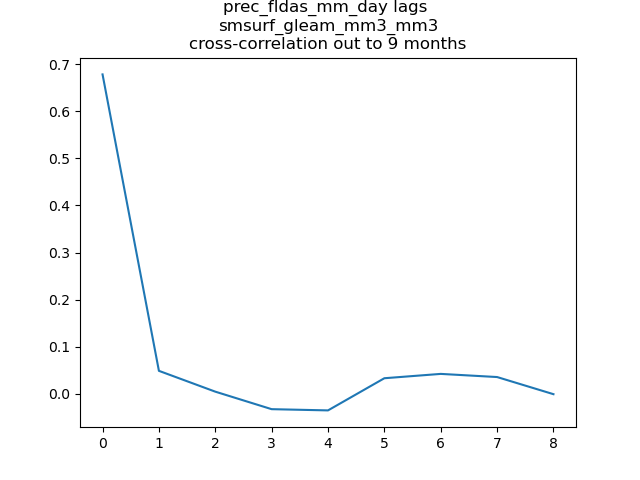 prec_fldas_mm_day lags
smsurf_gleam_mm3_mm3
cross-correlation out to 9 months
0.7
0.6
0.5
0.4
0.3
0.2
0.1
0.0
0 1 2 3 4 5 6 7 8